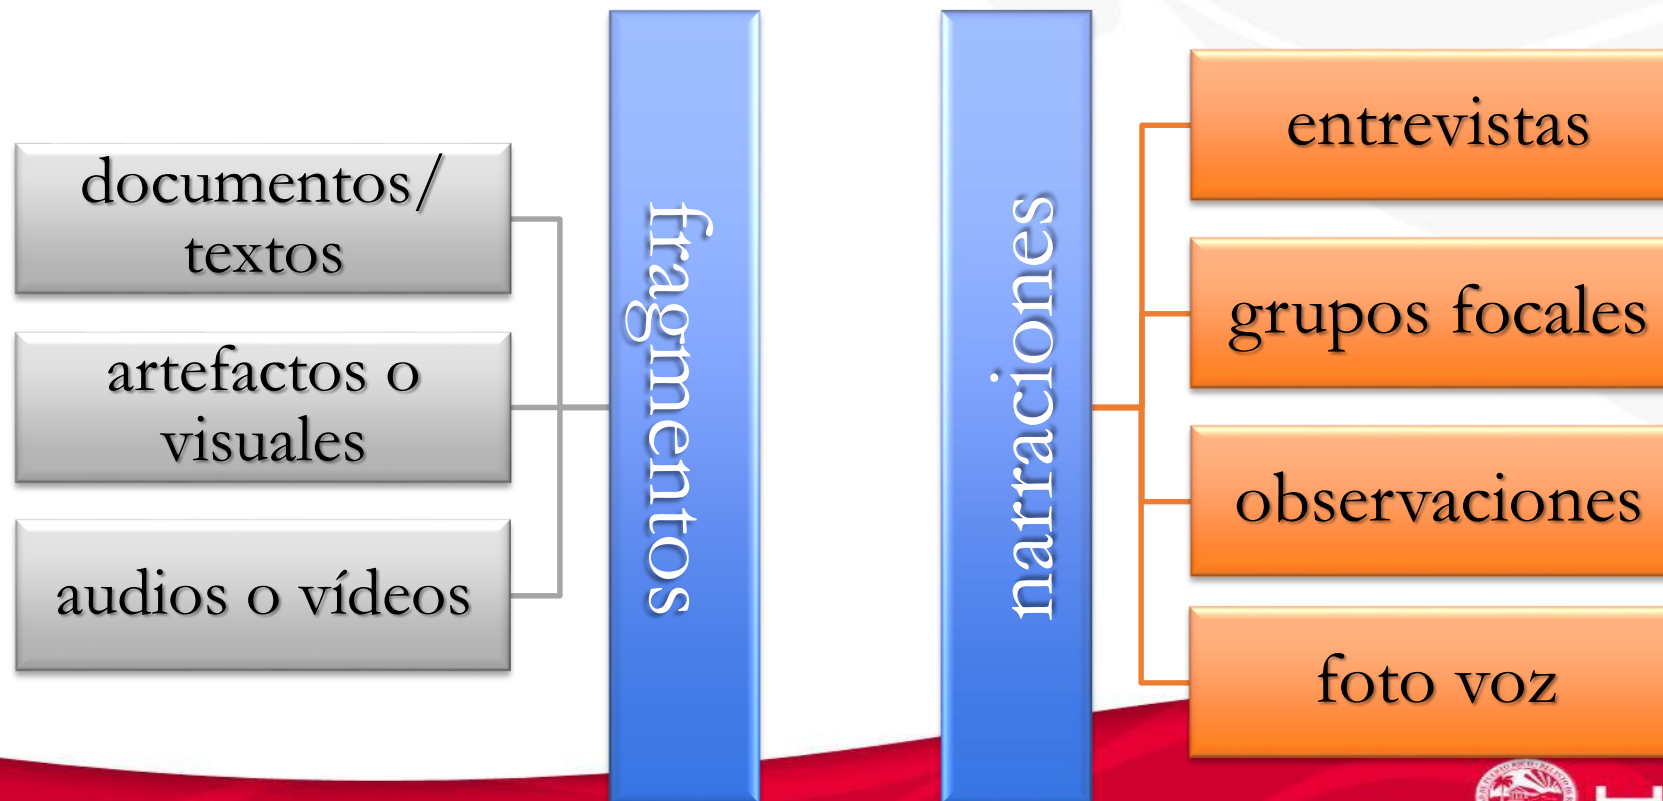 documentos/
textos
artefactos o
visuales
audios o vídeos
fragmentos
narraciones
entrevistas
grupos focales
observaciones
foto voz